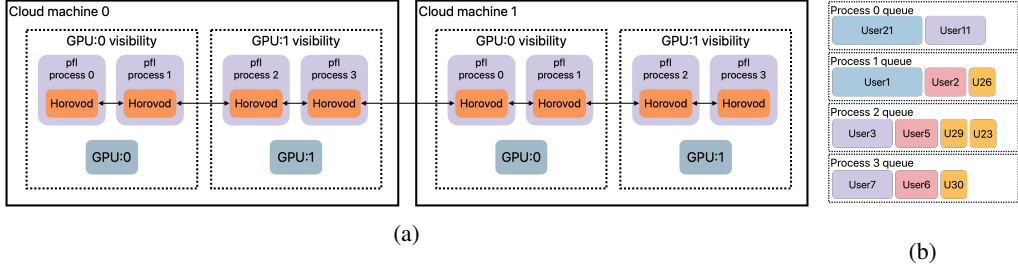 Cloud machine 0
GPU:0 visibility
pfl process 0
pfl process 1
Horovod
Horovod
GPU:0
GPU:1 visibility
pfl process 2
pfl process 3
Horovod
Horovod
GPU:1
Cloud machine 1
GPU:0 visibility
pfl process 0
pfl process 1
Horovod
Horovod
GPU:0
GPU:1 visibility
pfl process 2
pfl process 3
Horovod
Horovod
GPU:1
(a)
Process 0 queue
User21 User11
Process 1 queue
User1 User2 U26
Process 2 queue
User3 User5 U29 U23
Process 3 queue
User7 User6 U30
(b)